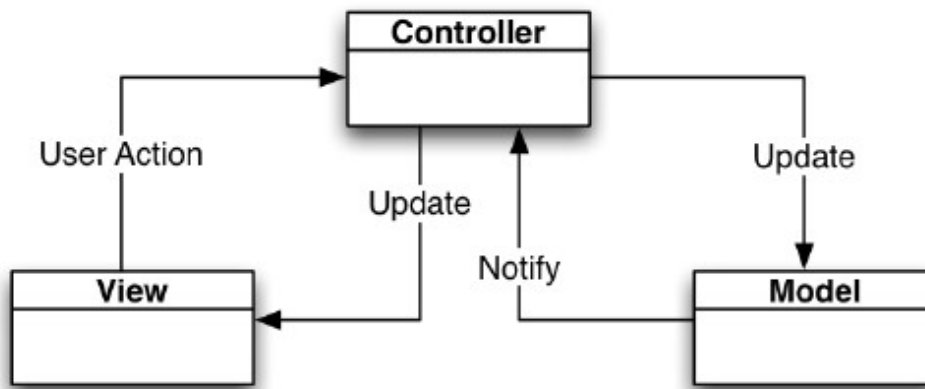 Controller
User Action
Update
Update
Notify
View
Model